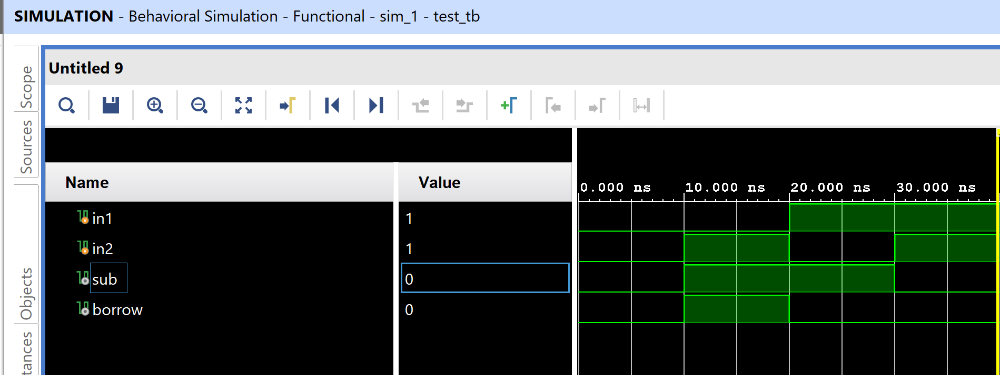 SIMULATION - Behavioral Simulation - Functional - sim_1 - test_tb
Scope
Sources
Objects
Untitled 9
Name Value
0.000 ns 10.000 ns 20.000 ns 30.000 ns
in1 1
in2 1
sub 0
borrow 0